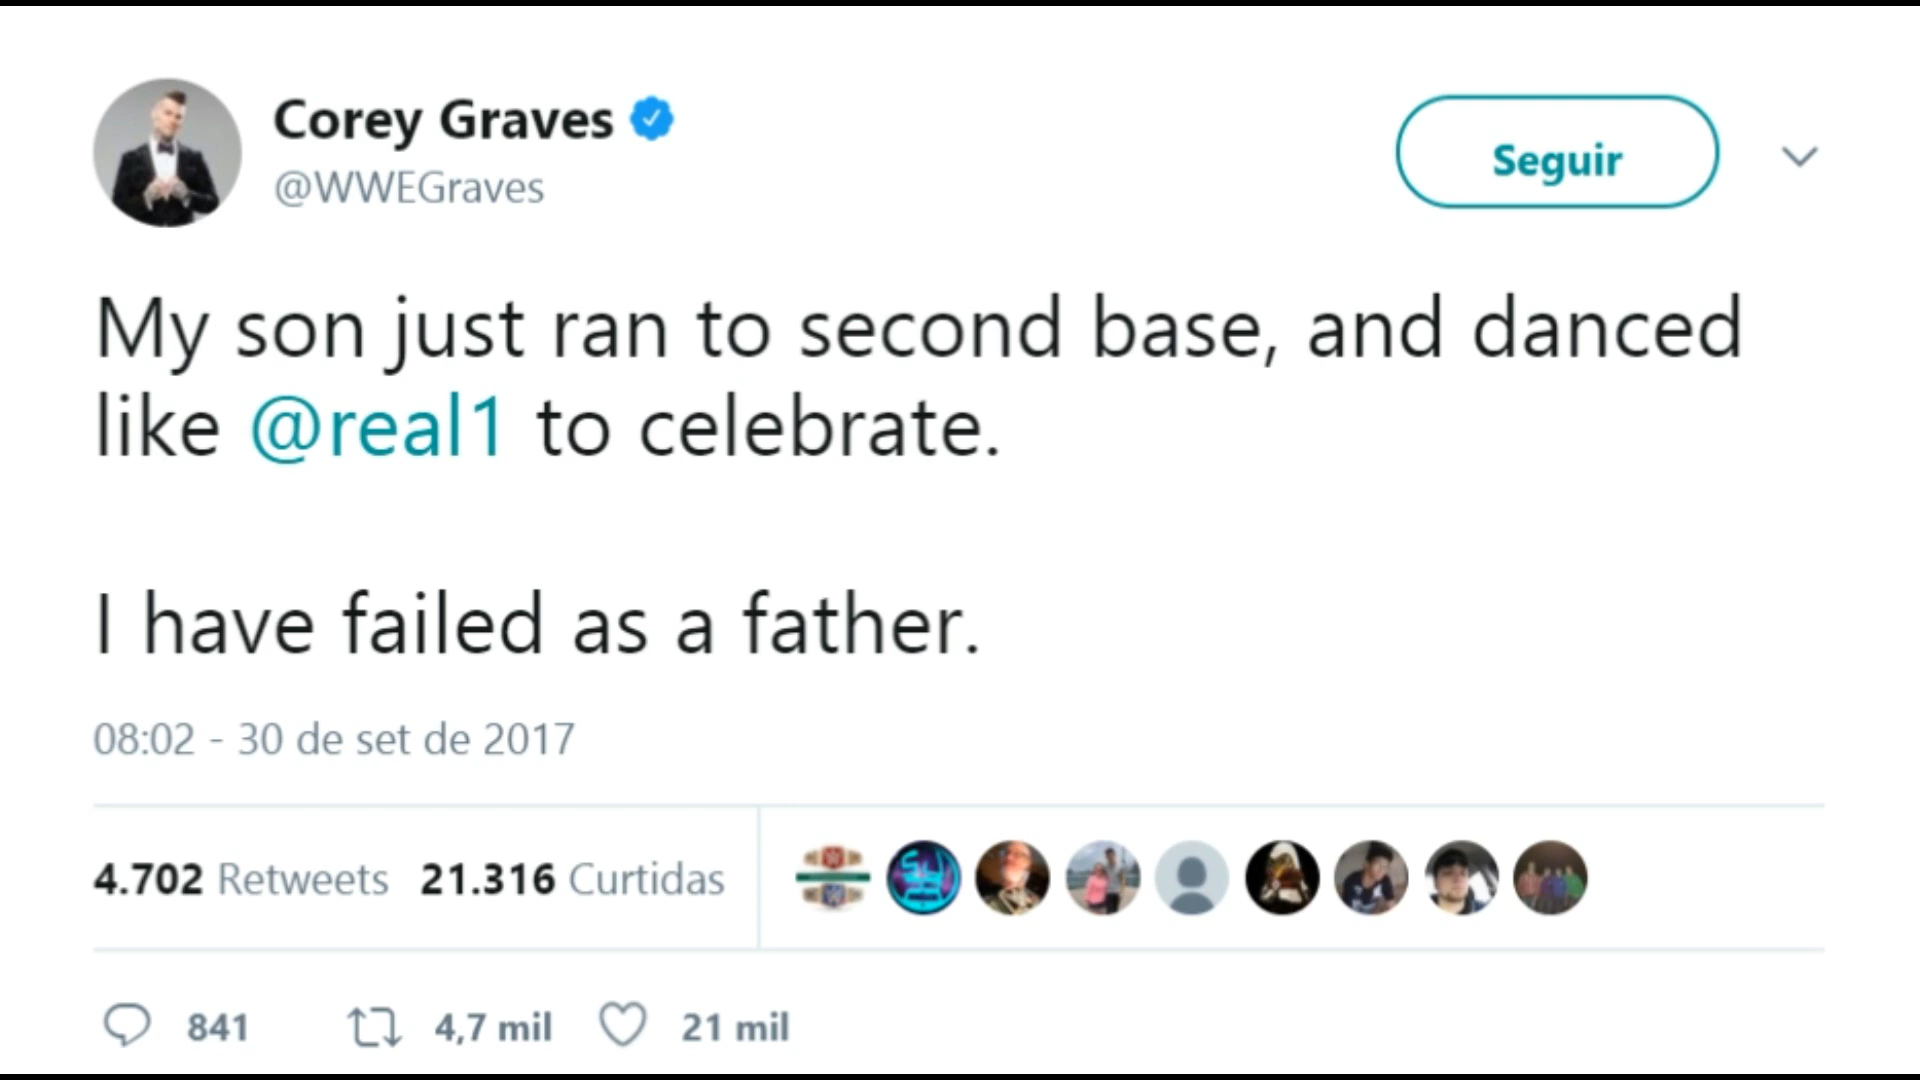 Corey Graves
@WWEGraves
Seguir
My son just ran to second base, and danced
like @real1 to celebrate.
I have failed as a father.
08:02 - 30 de set de 2017
4.702 Retweets 21.316 Curtidas
841 4,7 mil 21 mil